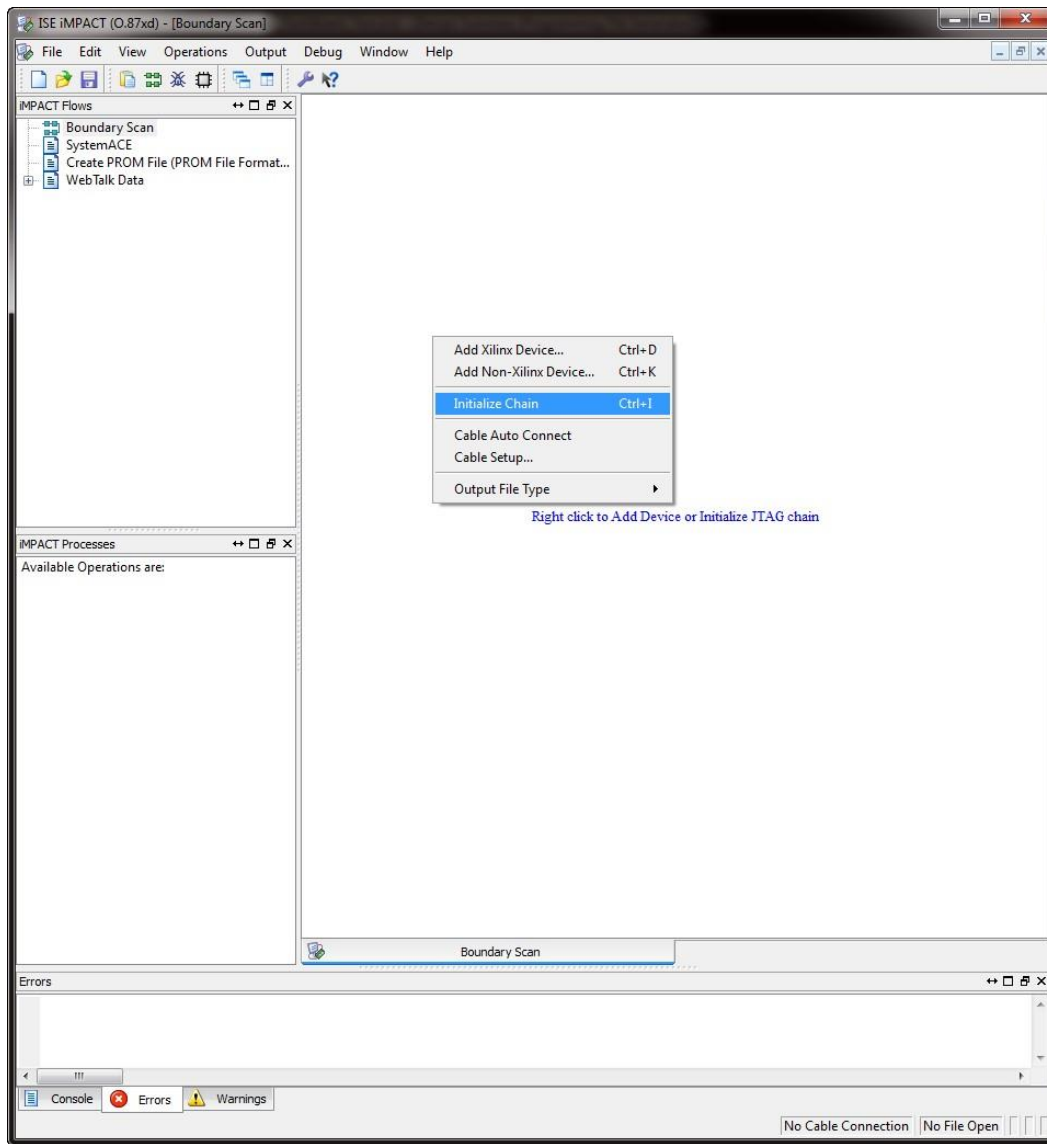 ISE iMPACT (O.87xd) - [Boundary Scan]
File Edit View Operations Output Debug Window Help
iMPACT Flows
Boundary Scan
SystemACE
Create PROM File (PROM File Format...
WebTalk Data
Add Xilinx Device... Ctrl+D
Add Non-Xilinx Device... Ctrl+K
Initialize Chain Ctrl+I
Cable Auto Connect
Cable Setup...
Output File Type
Right click to Add Device or Initialize JTAG chain
iMPACT Processes
Available Operations are:
Boundary Scan
Errors
Console Errors Warnings
No Cable Connection No File Open